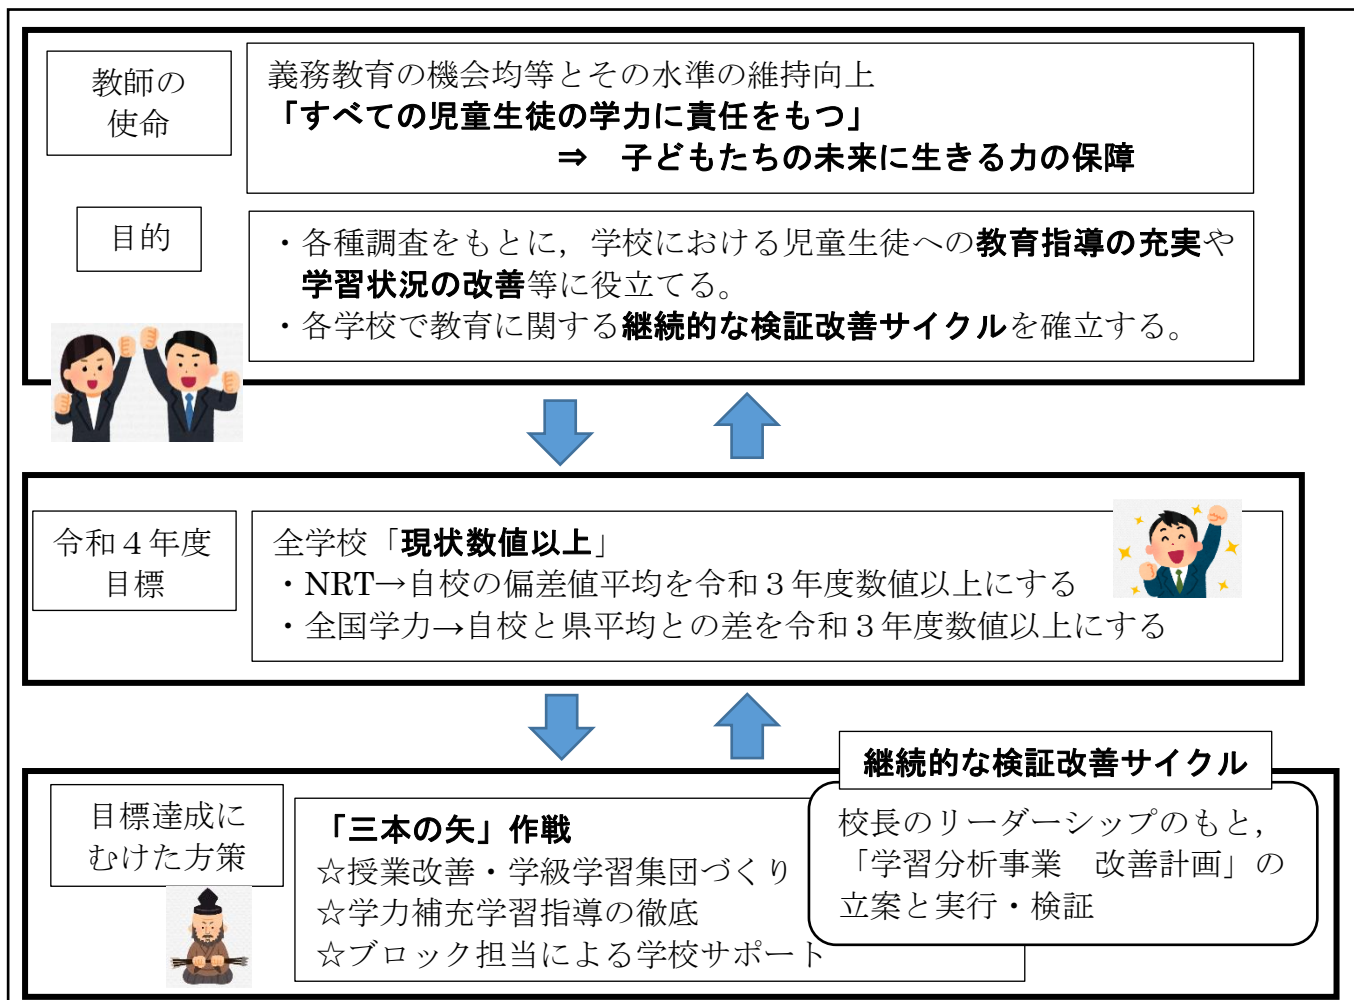 教師の
使命
義務教育の機会均等とその水準の維持向上
「すべての児童生徒の学力に責任をもつ」
⇒　子どもたちの未来に生きる力の保障
目的
・各種調査をもとに，学校における児童生徒への教育指導の充実や
学習状況の改善等に役立てる。
・各学校で教育に関する継続的な検証改善サイクルを確立する。
令和４年度
目標
全学校「現状数値以上」
・NRT→自校の偏差値平均を令和３年度数値以上にする
・全国学力→自校と県平均との差を令和３年度数値以上にする
目標達成に
むけた方策
「三本の矢」作戦
☆授業改善・学級学習集団づくり
☆学力補充学習指導の徹底
☆ブロック担当による学校サポート
継続的な検証改善サイクル
校長のリーダーシップのもと，
「学習分析事業　改善計画」の
立案と実行・検証